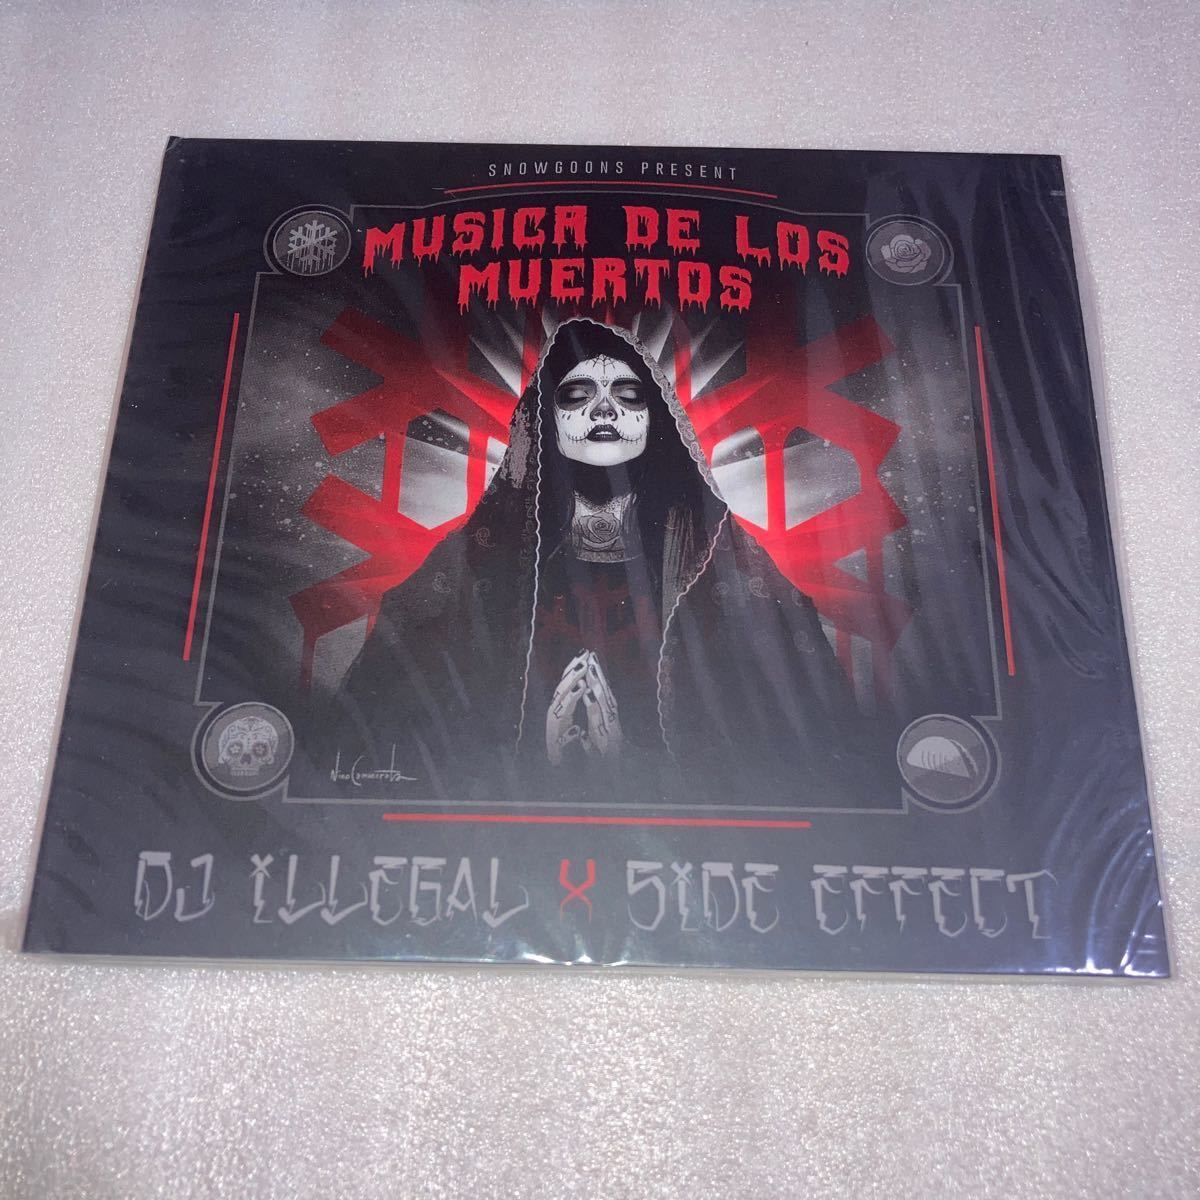 SNOWGOONS PRESENT
MUSICA DE LOS
MUERTOS
DJ ILLEGAL X SIDE EFFECT